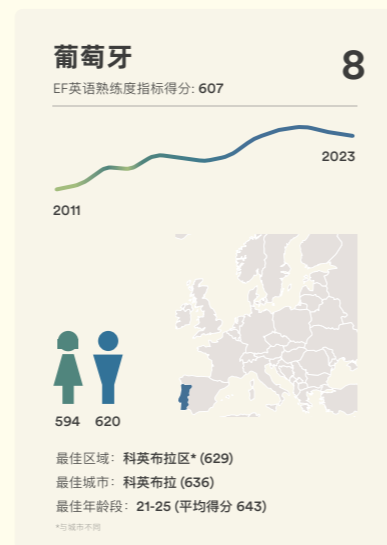 葡萄牙
8
EF英语熟练度指标得分: 607
2023
2011
594 620
最佳区域: 科英布拉区* (629)
最佳城市: 科英布拉 (636)
最佳年龄段: 21-25 (平均得分 643)
*与城市不同